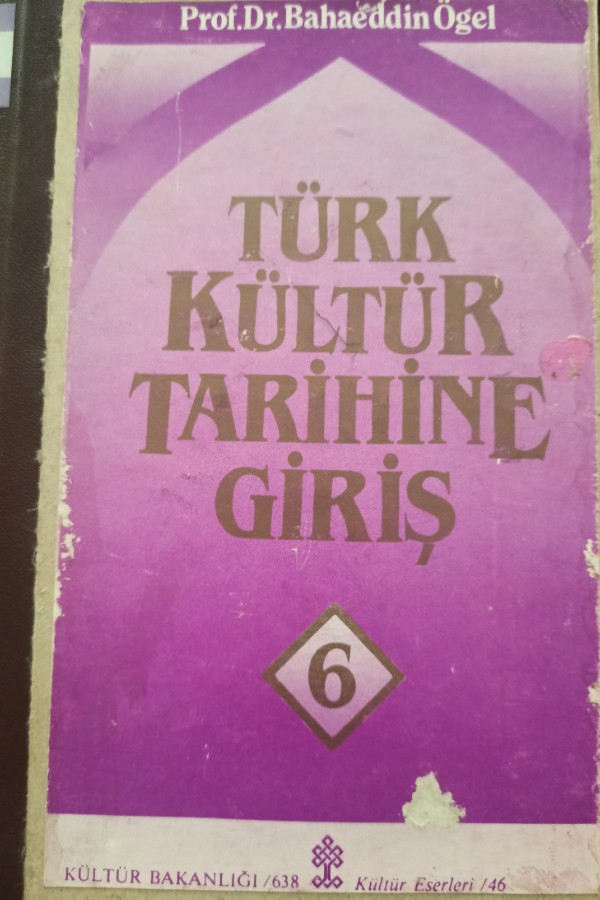 Prof.Dr.Bahaeddin Ögel
TÜRK
KÜLTÜR
TARİHİNE
GİRİŞ
6
KÜLTÜR BAKANLIĞI /638 Kültür Eserleri /46